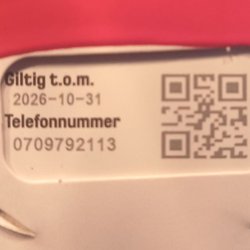 Giltig t.o.m.
2026-10-31
Telefonnummer
0709792113